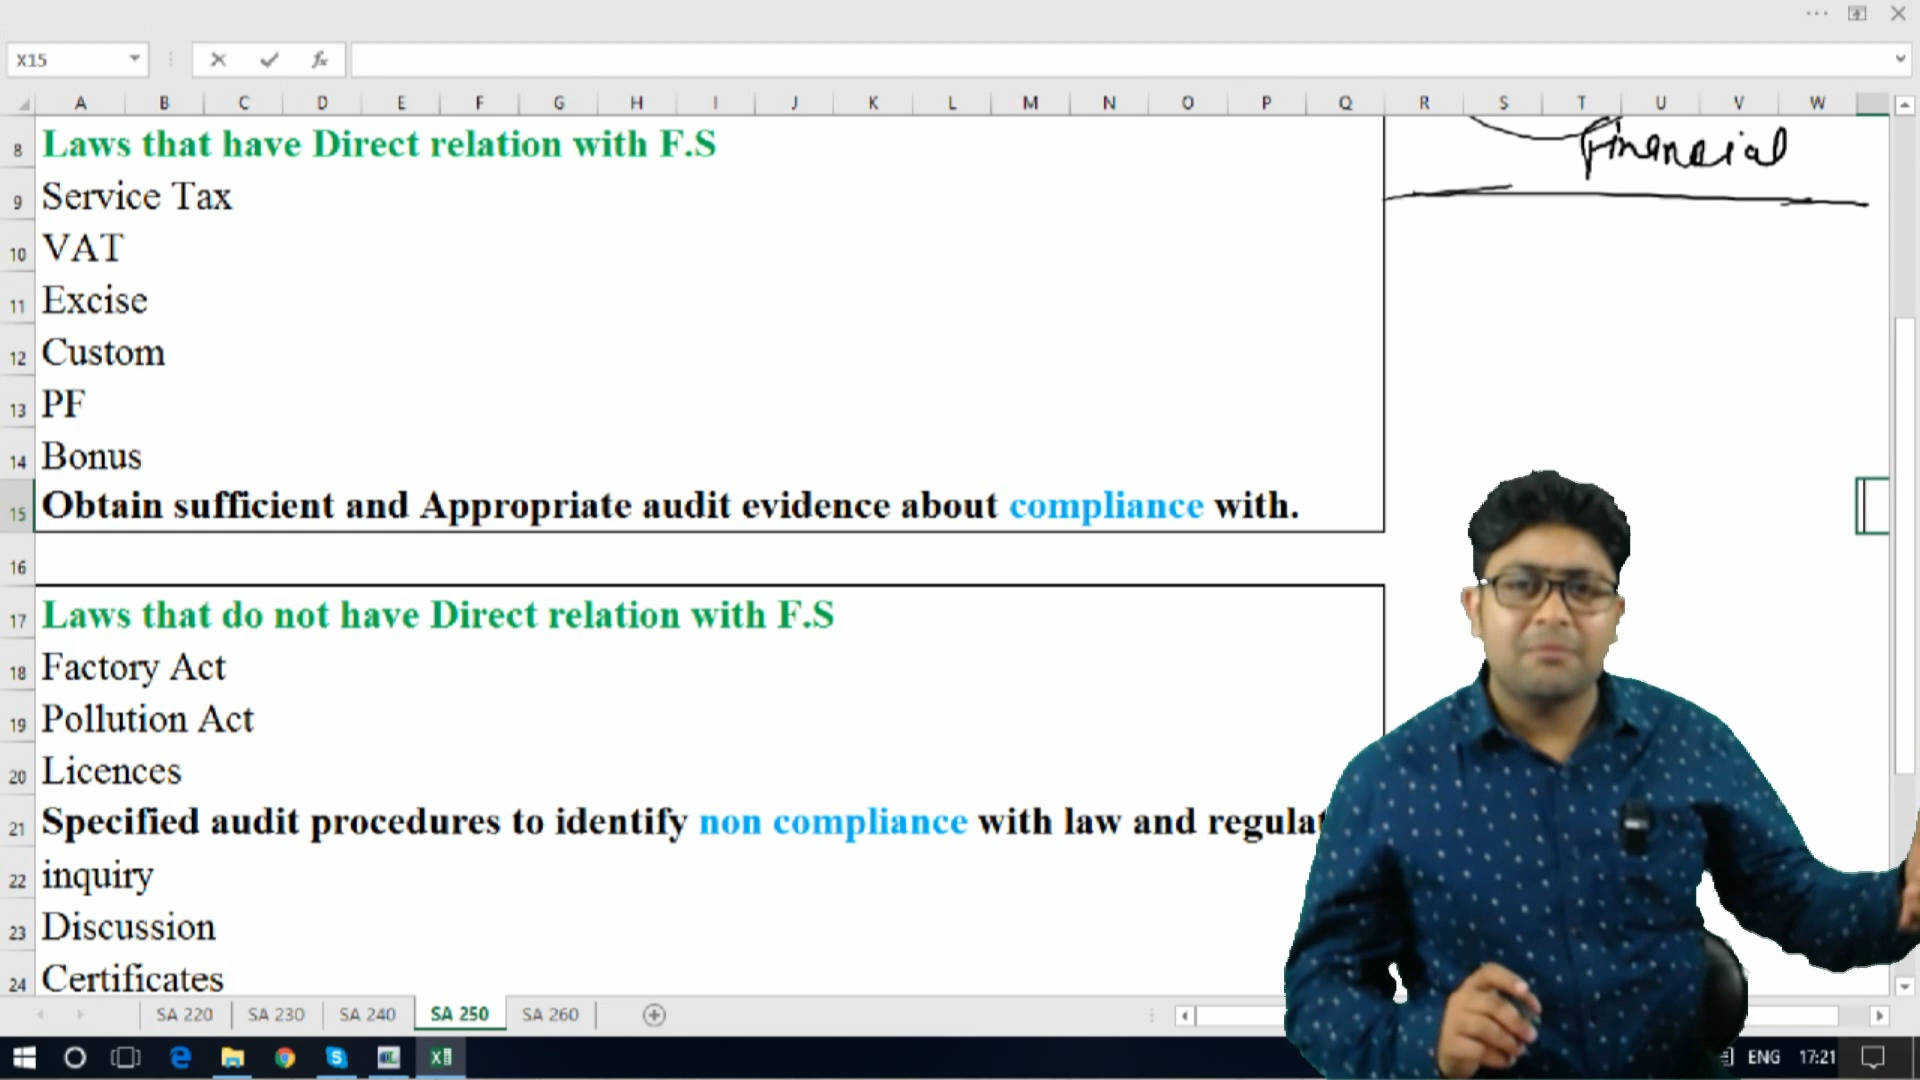 X15
fx
A B C D E F G H I J K L M N O P Q R S T U V W
8 Laws that have Direct relation with F.S
Financial
9 Service Tax
10 VAT
11 Excise
12 Custom
13 PF
14 Bonus
15 Obtain sufficient and Appropriate audit evidence about compliance with.
16
17 Laws that do not have Direct relation with F.S
18 Factory Act
19 Pollution Act
20 Licences
21 Specified audit procedures to identify non compliance with law and regulat
22 inquiry
23 Discussion
24 Certificates
SA 220 SA 230 SA 240 SA 250 SA 260
ENG 17:21